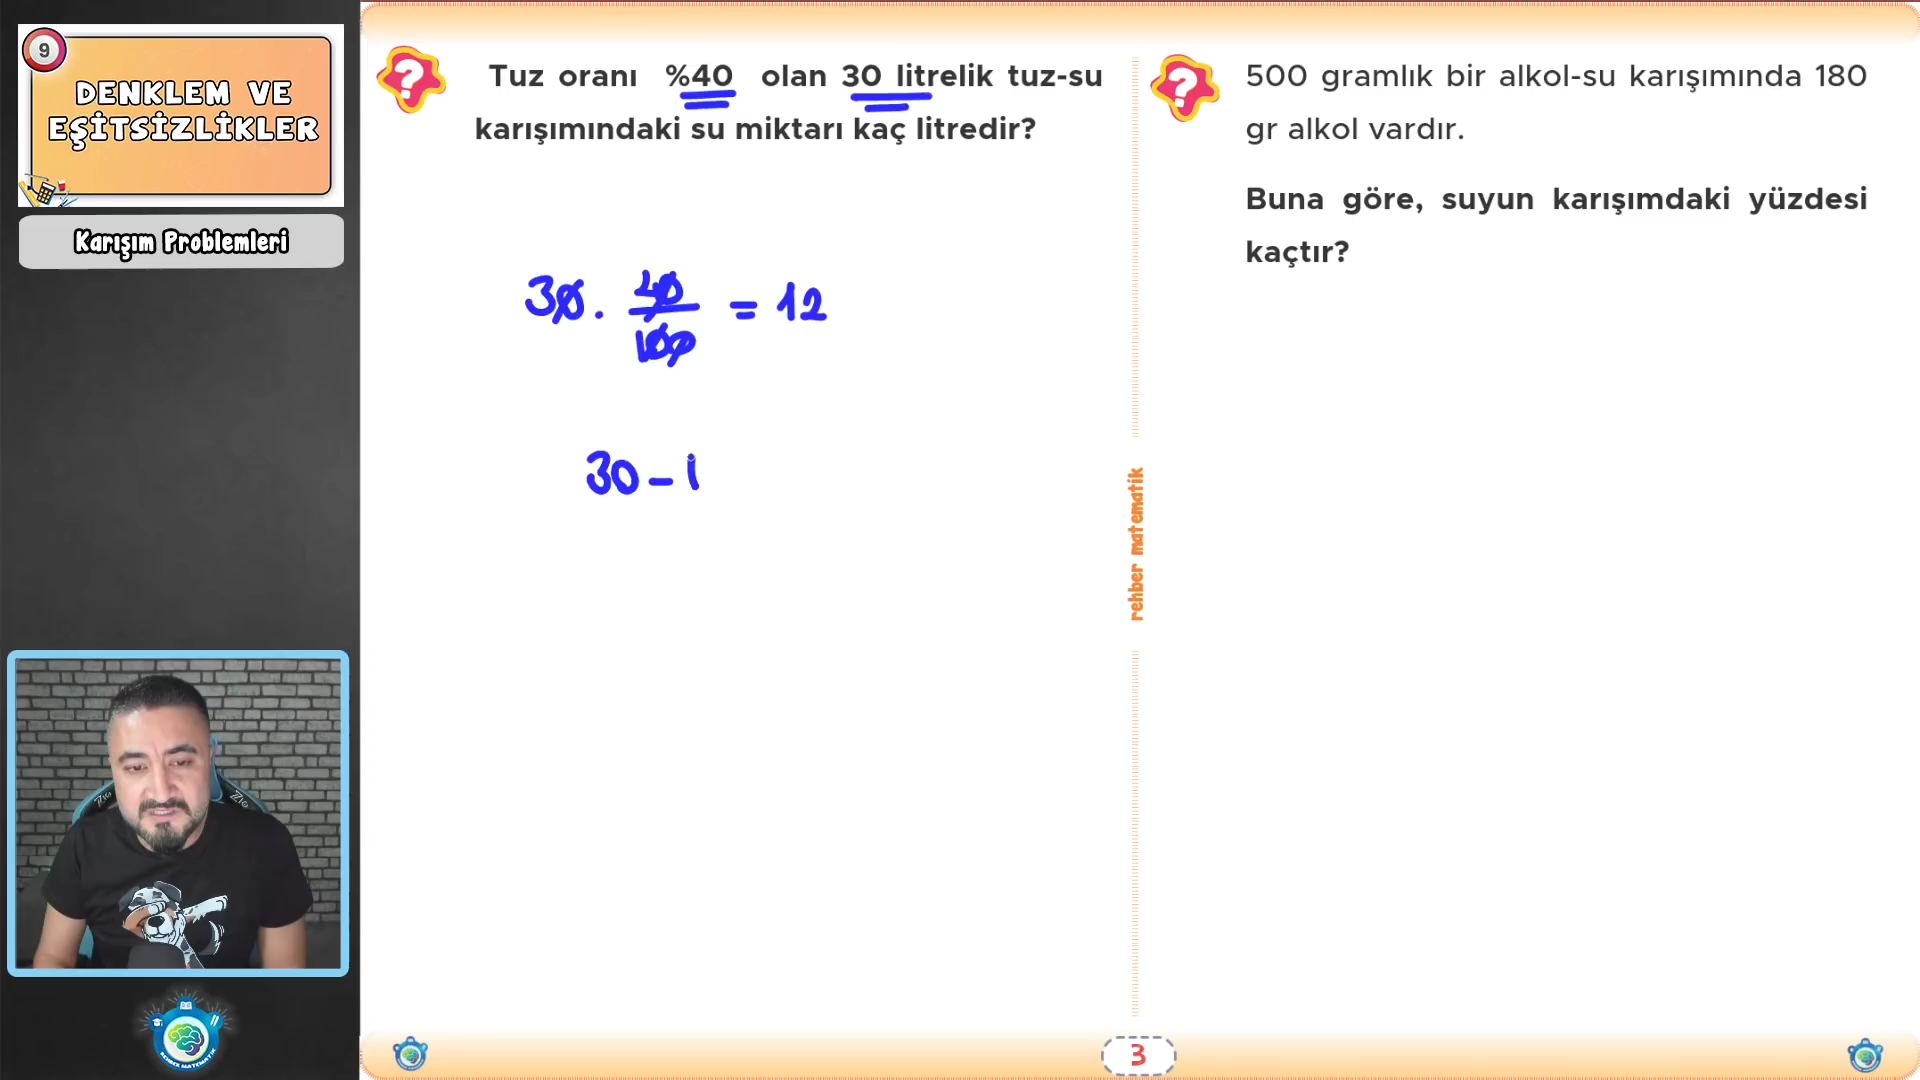 9
DENKLEM VE
EŞİTSİZLİKLER
Karışım Problemleri
Tuz oranı %40 olan 30 litrelik tuz-su
karışımındaki su miktarı kaç litredir?
30 . 40/100 = 12
30 - 1
rehber matematik
500 gramlık bir alkol-su karışımında 180
gr alkol vardır.
Buna göre, suyun karışımdaki yüzdesi
kaçtır?
REHBER MATEMATİK
3